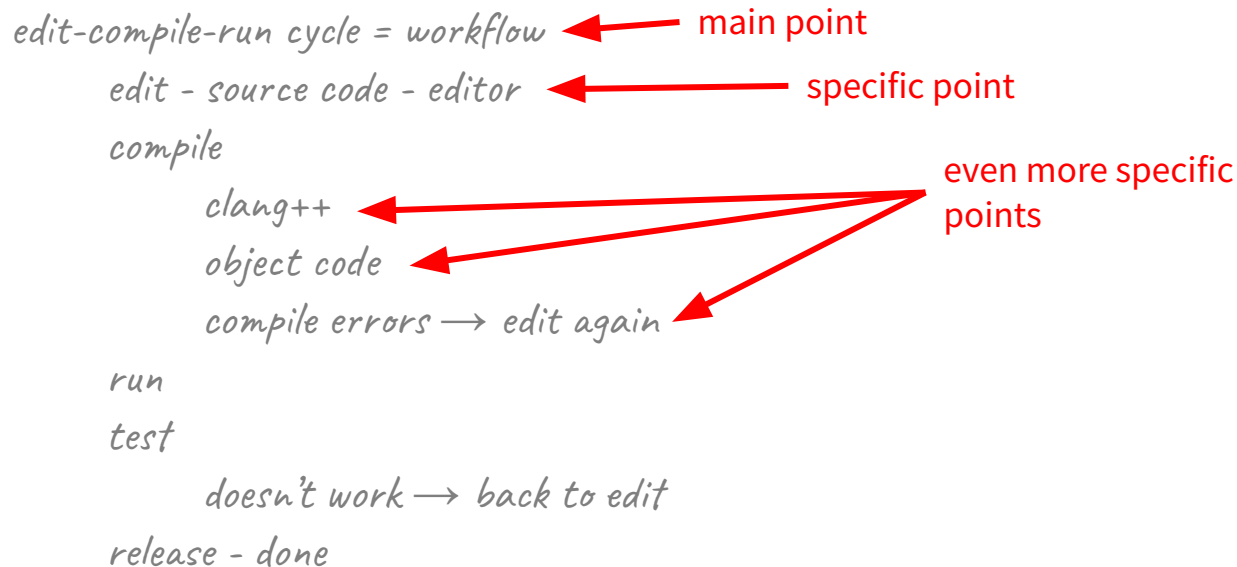 edit-compile-run cycle = workflow
main point
edit - source code - editor
specific point
compile
even more specific
points
clang++
object code
compile errors → edit again
run
test
doesn't work → back to edit
release - done